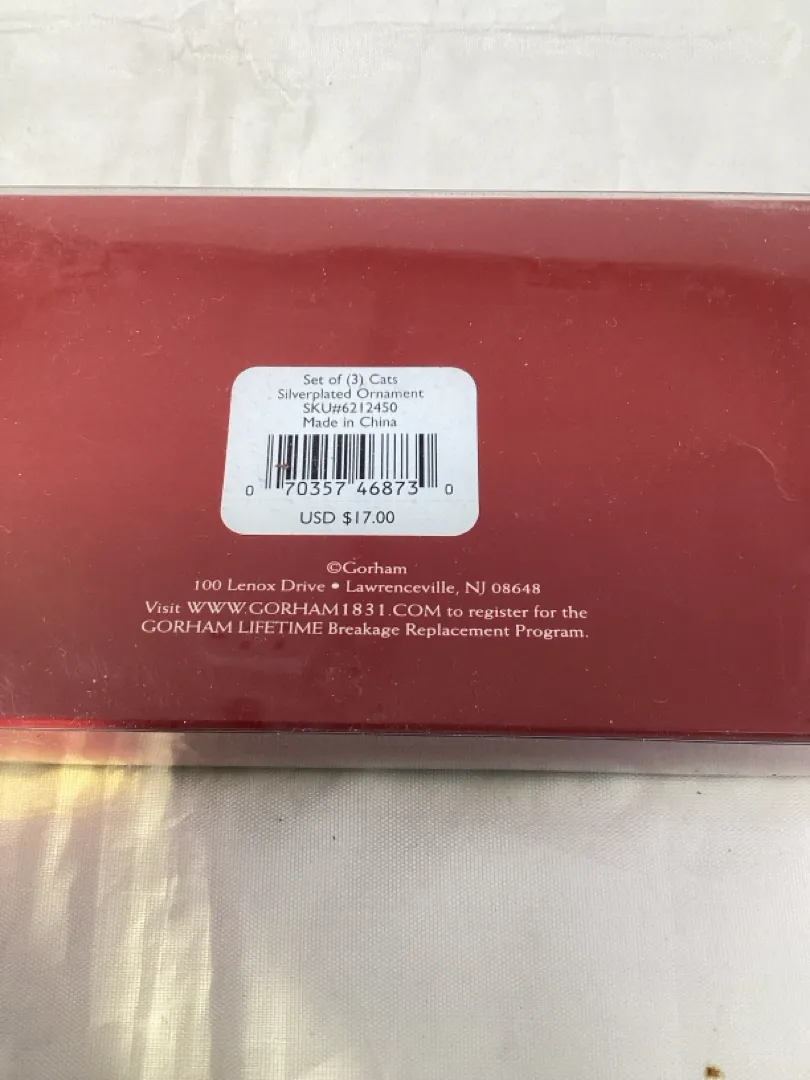 Set of (3) Cats
Silverplated Ornament
SKU#6212450
Made in China
0 70357 46873 0
USD $17.00
©Gorham
100 Lenox Drive • Lawrenceville, NJ 08648
Visit WWW.GORHAM1831.COM to register for the
GORHAM LIFETIME Breakage Replacement Program.